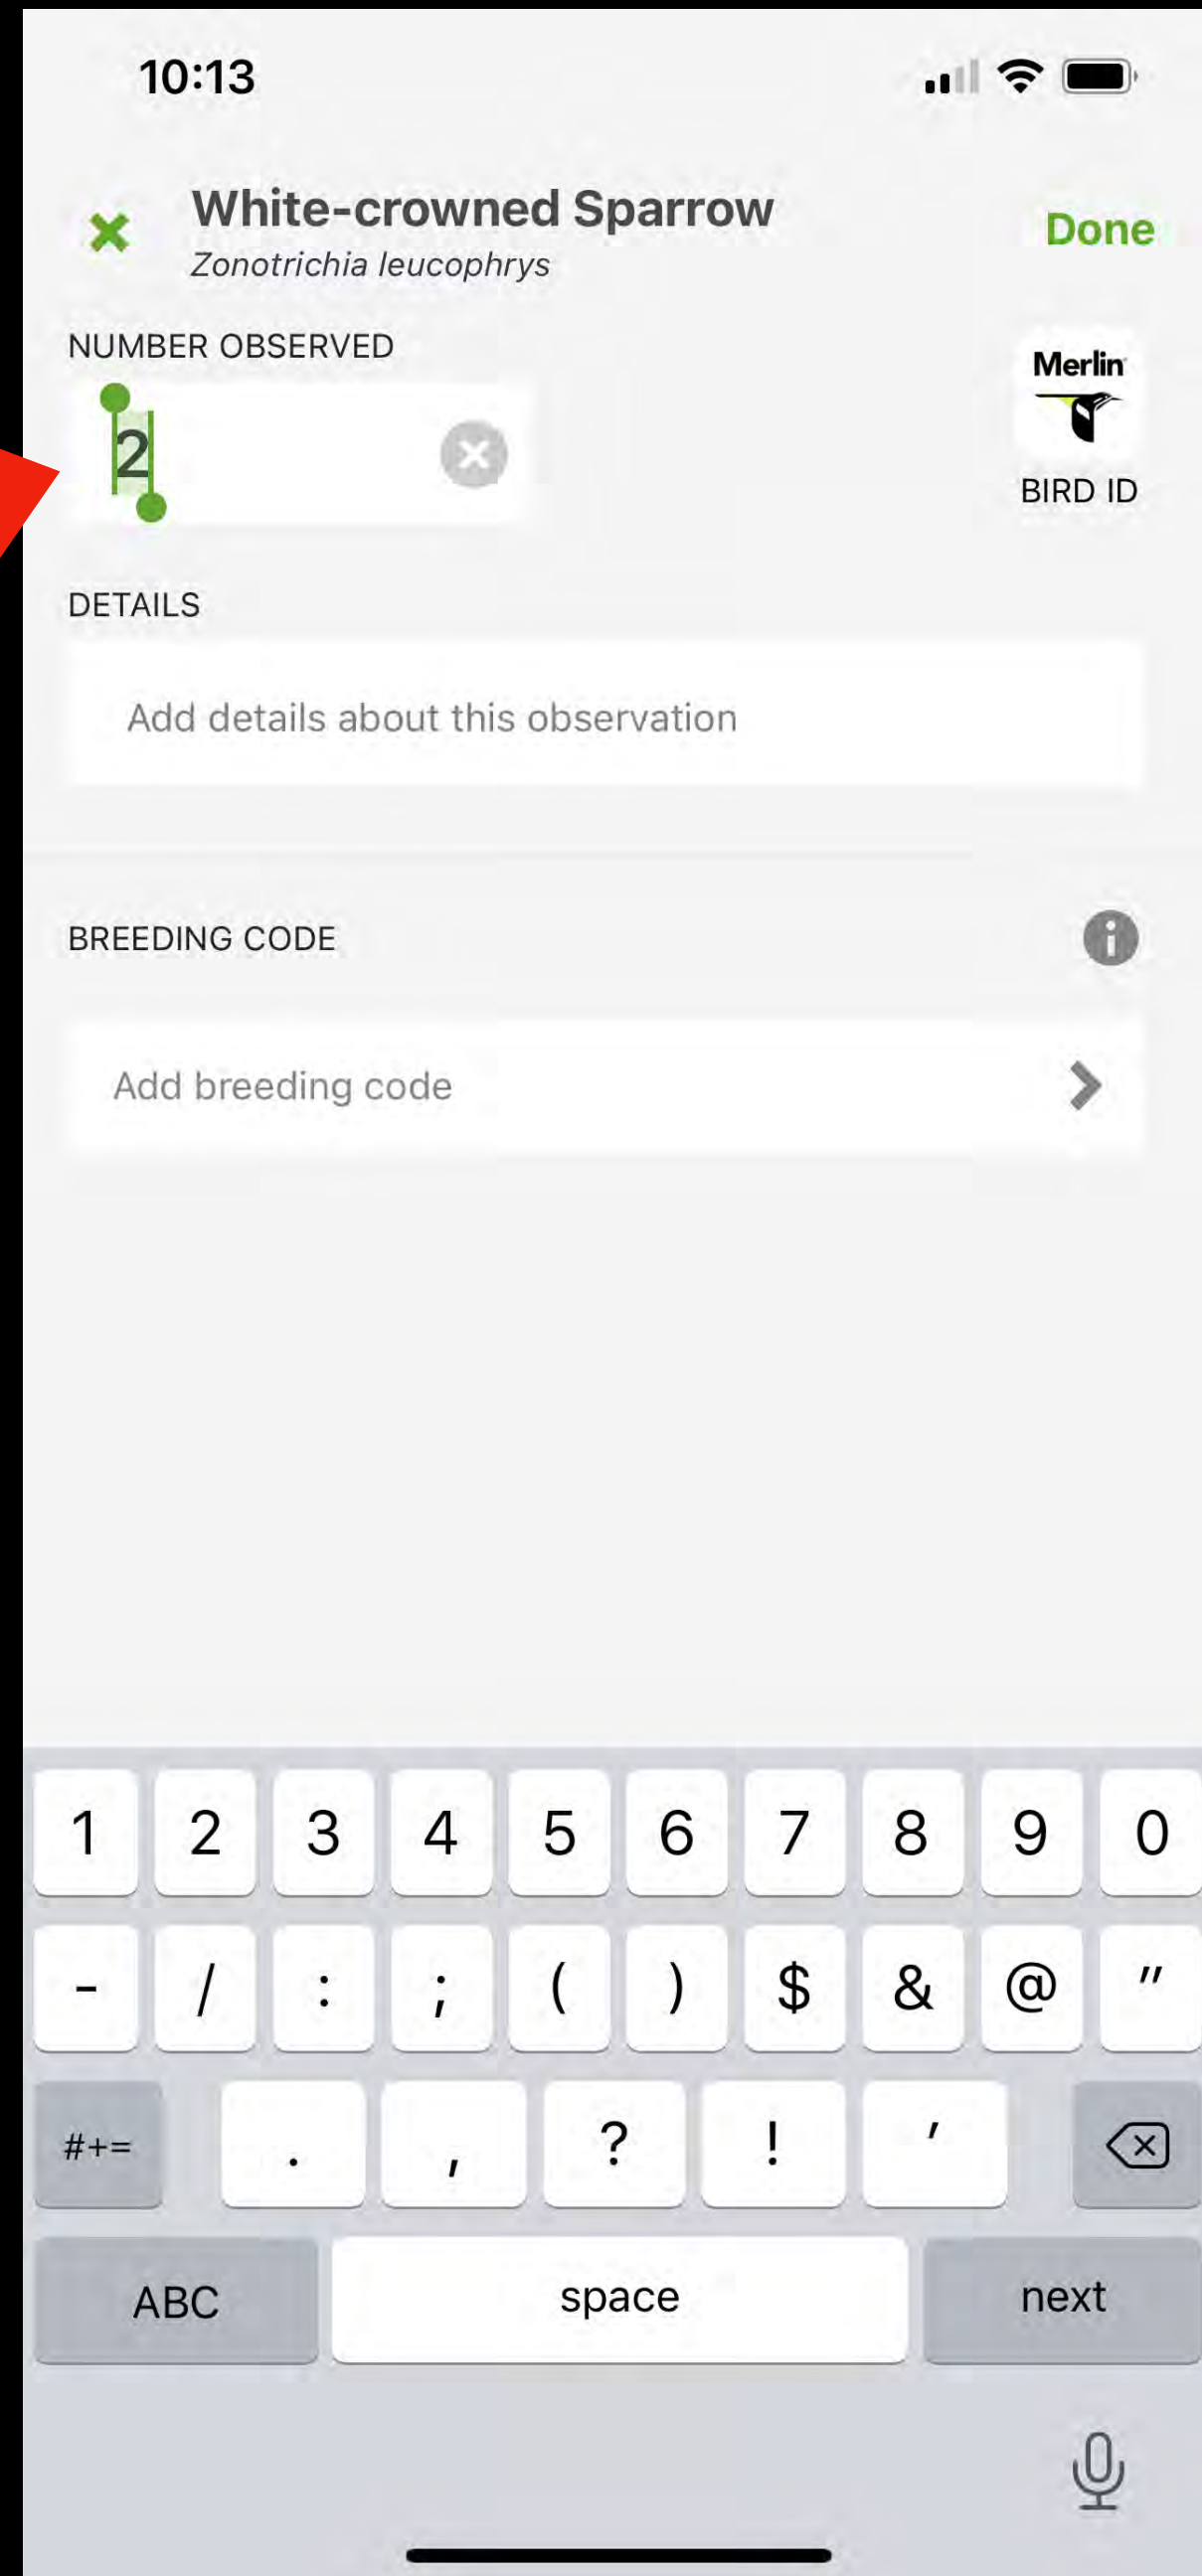 10:13
White-crowned Sparrow
Done
Zonotrichia leucophrys
NUMBER OBSERVED
Merlin
2
BIRD ID
DETAILS
Add details about this observation
BREEDING CODE
i
Add breeding code
1 2 3 4 5 6 7 8 9 0
- / : ; ( ) $ & @ "
#+= . , ? ! '
ABC space next